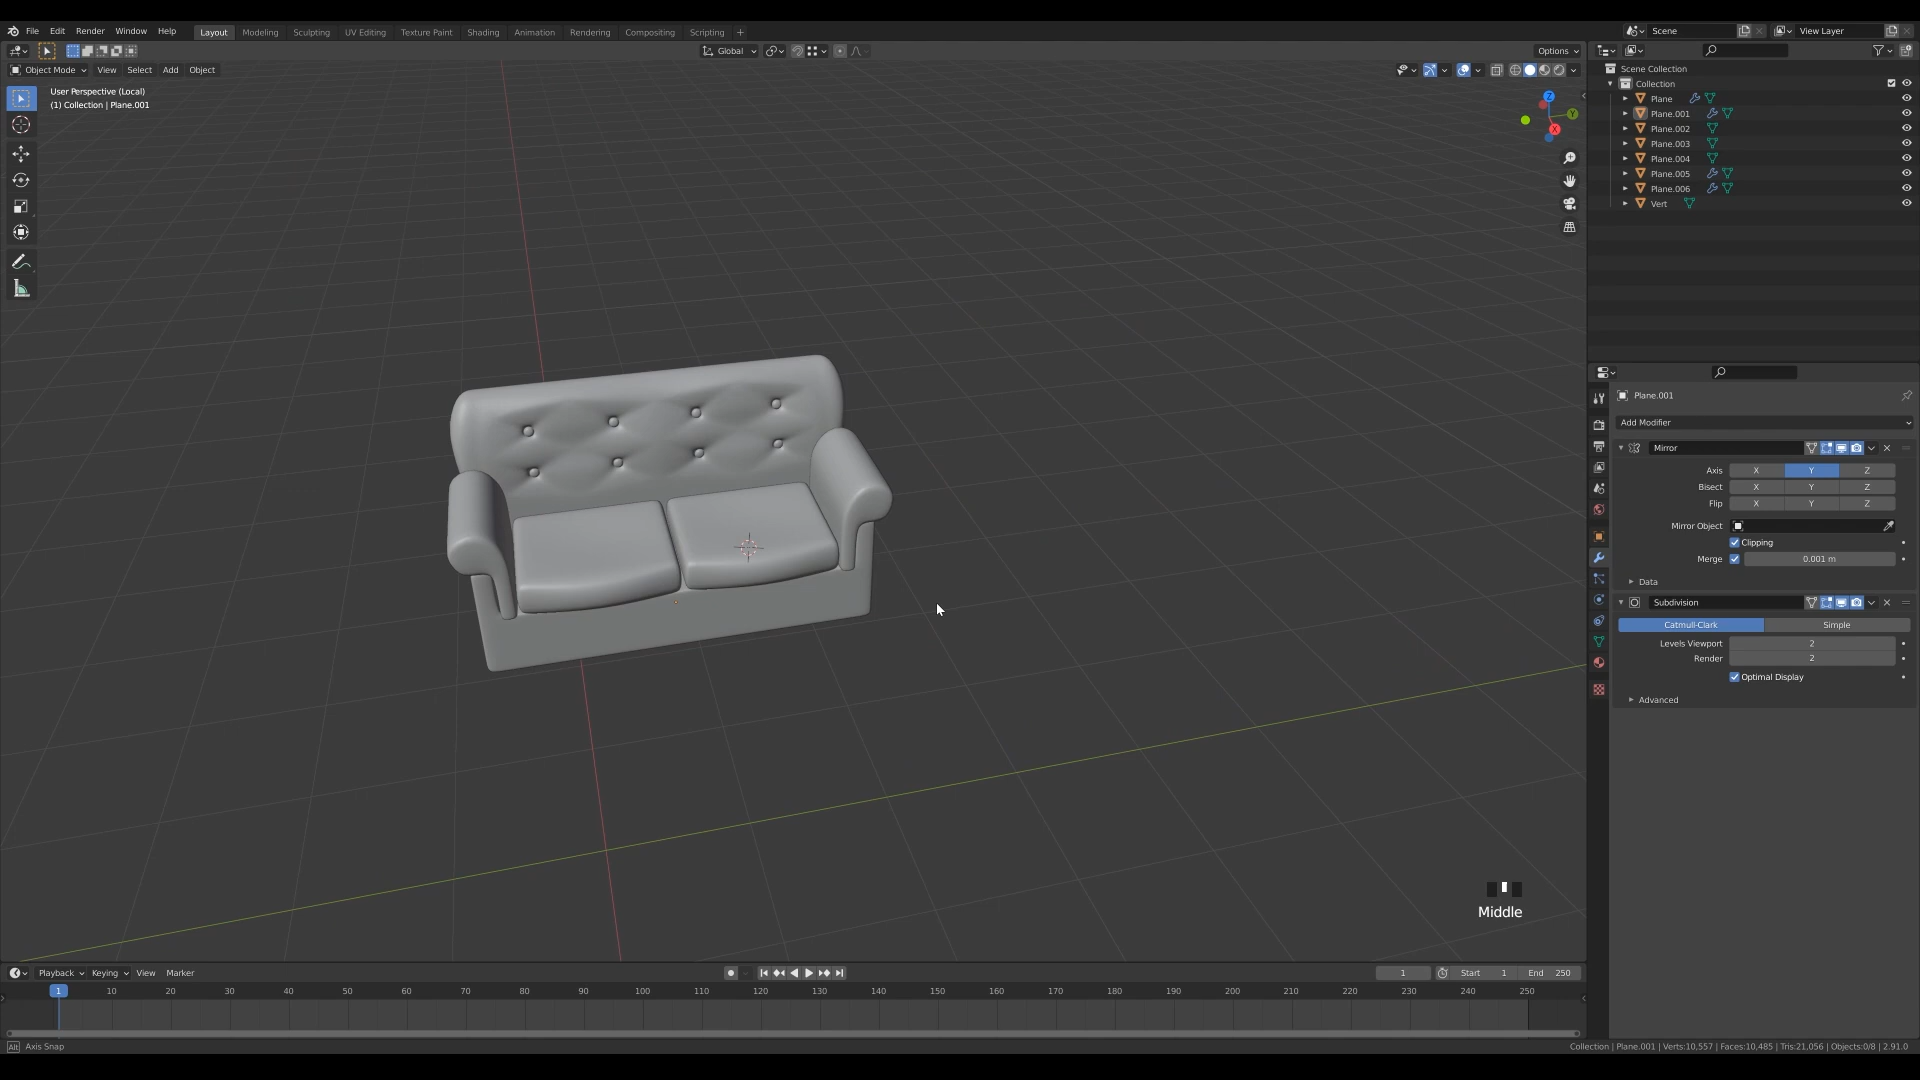 File Edit Render Window Help Layout Modeling Sculpting UV Editing Texture Paint Shading Animation Rendering Compositing Scripting + Scene View Layer
Global Options
Object Mode View Select Add Object
User Perspective (Local)
(1) Collection | Plane.001
Z
Y
X
Scene Collection
Collection
Plane
Plane.001
Plane.002
Plane.003
Plane.004
Plane.005
Plane.006
Vert
Plane.001
Add Modifier
Mirror
Axis X Y Z
Bisect X Y Z
Flip X Y Z
Mirror Object
Clipping
Merge 0.001 m
Data
Subdivision
Catmull-Clark Simple
Levels Viewport 2
Render 2
Optimal Display
Advanced
Middle
Playback Keying View Marker 1 Start 1 End 250
1 10 20 30 40 50 60 70 80 90 100 110 120 130 140 150 160 170 180 190 200 210 220 230 240 250
Alt Axis Snap
Collection | Plane.001 | Verts:10,557 | Faces:10,485 | Tris:21,056 | Objects:0/8 | 2.91.0